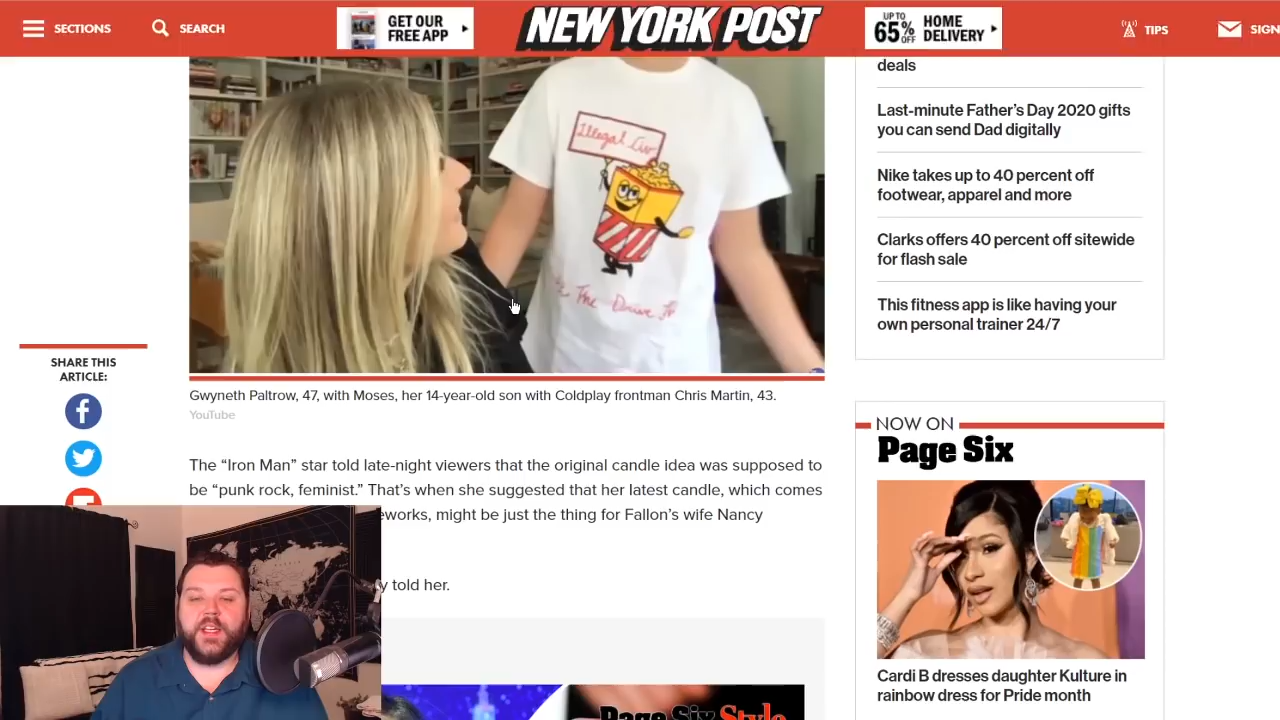 SECTIONS
SEARCH
GET OUR
FREE APP
NEW YORK POST
UP TO
65% OFF
HOME
DELIVERY
TIPS
SIGN
deals
Last-minute Father's Day 2020 gifts
you can send Dad digitally
Nike takes up to 40 percent off
footwear, apparel and more
Clarks offers 40 percent off sitewide
for flash sale
This fitness app is like having your
own personal trainer 24/7
Illegal Civ
The Drive
SHARE THIS
ARTICLE:
Gwyneth Paltrow, 47, with Moses, her 14-year-old son with Coldplay frontman Chris Martin, 43.
YouTube
The “Iron Man” star told late-night viewers that the original candle idea was supposed to
be “punk rock, feminist.” That’s when she suggested that her latest candle, which comes
eworks, might be just the thing for Fallon’s wife Nancy
y told her.
NOW ON
Page Six
Cardi B dresses daughter Kulture in
rainbow dress for Pride month
Page Six Style